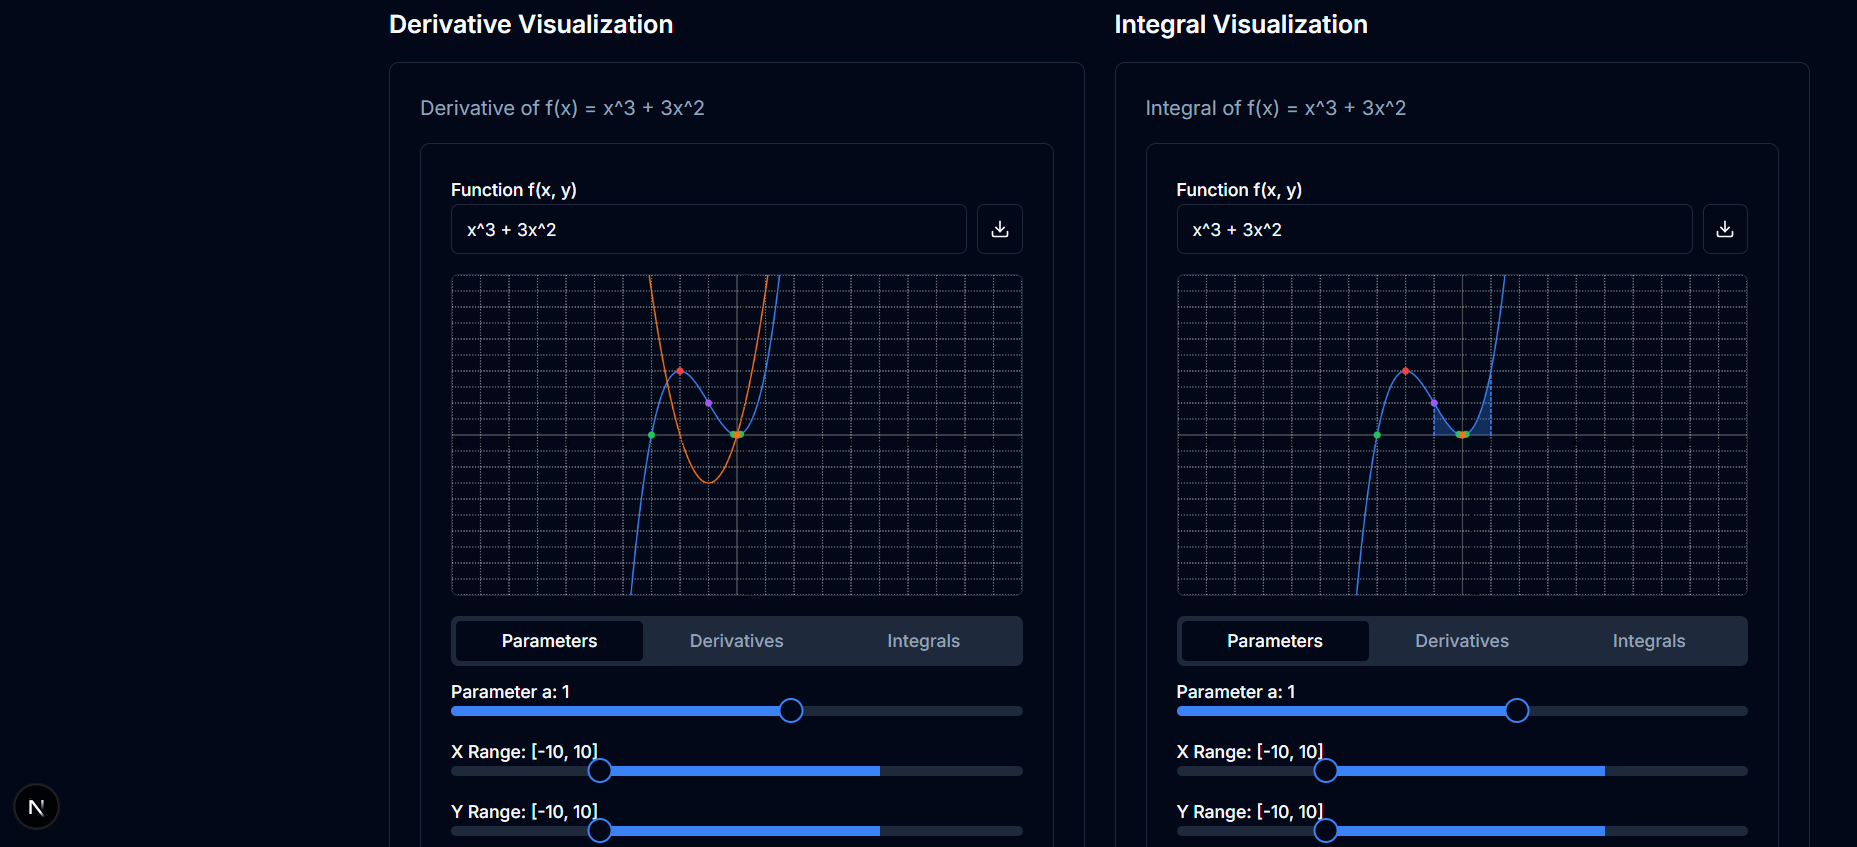 Derivative Visualization
Derivative of f(x) = x^3 + 3x^2
Function f(x, y)
x^3 + 3x^2
Parameters Derivatives Integrals
Parameter a: 1
X Range: [-10, 10]
Y Range: [-10, 10]
Integral Visualization
Integral of f(x) = x^3 + 3x^2
Function f(x, y)
x^3 + 3x^2
Parameters Derivatives Integrals
Parameter a: 1
X Range: [-10, 10]
Y Range: [-10, 10]
N